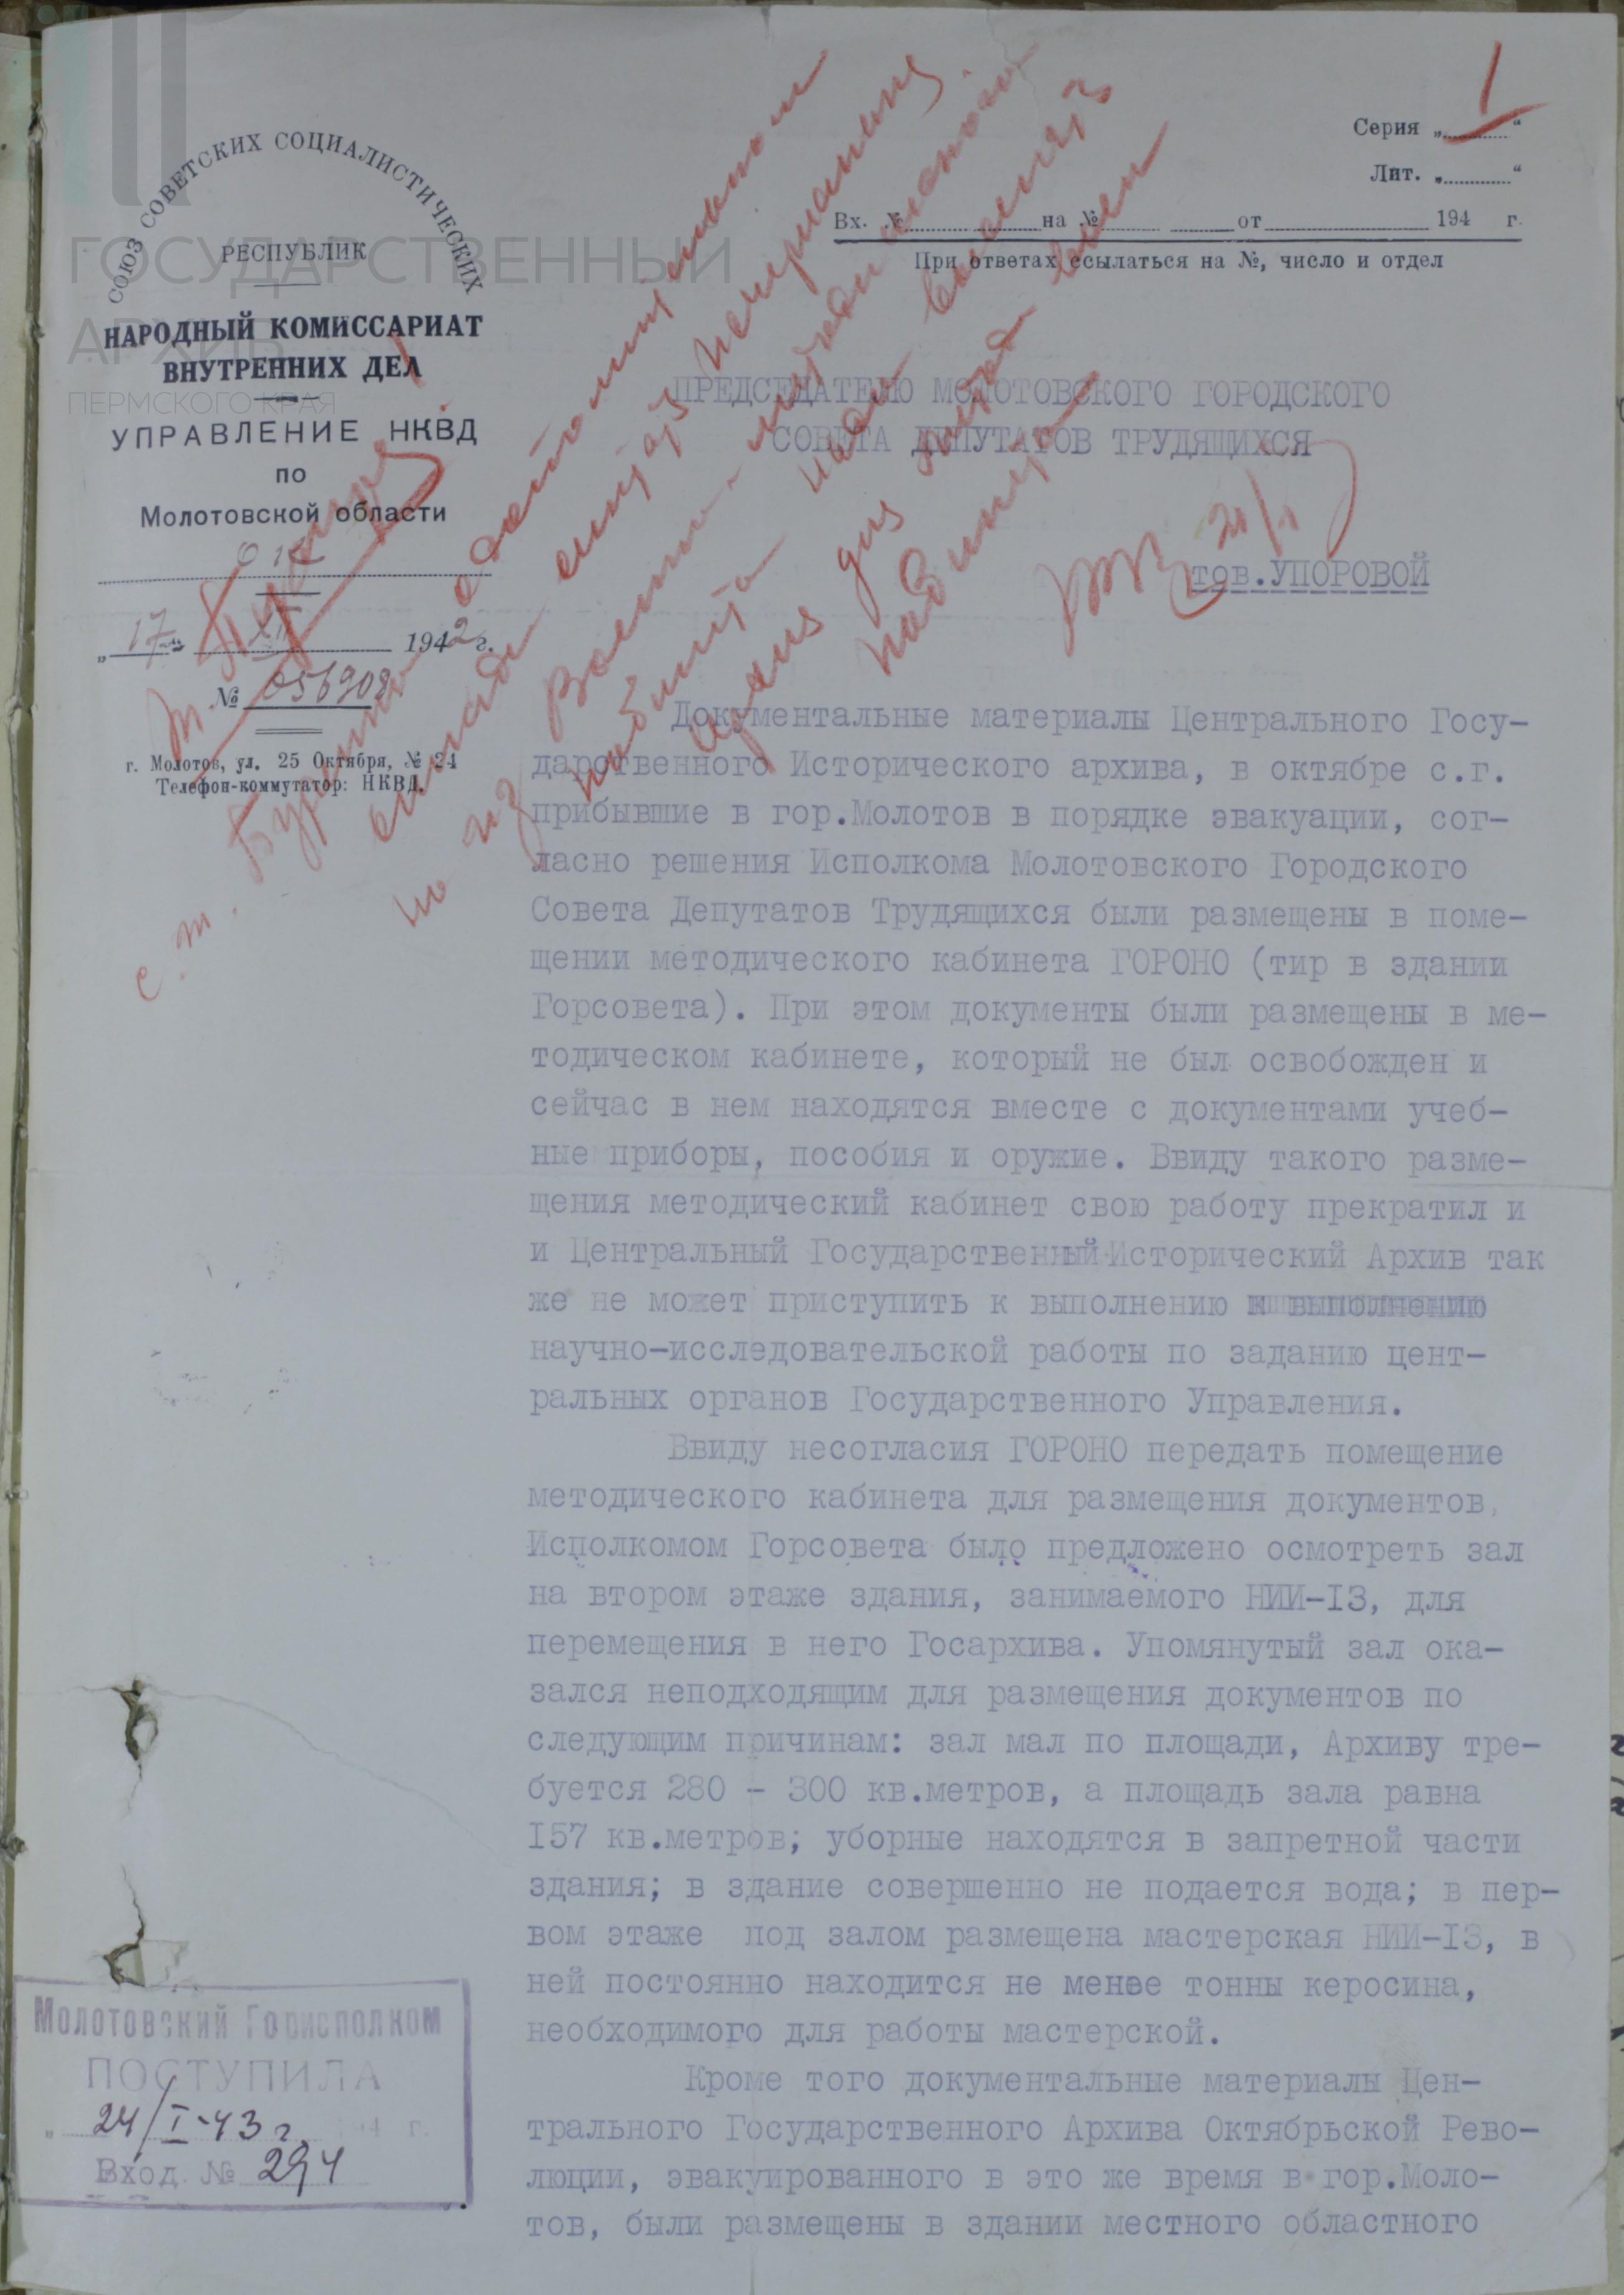 ГОСУДАРСТВЕННЫЙ
АРХИВ
ПЕРМСКОГО КРАЯ
СОЮЗ СОВЕТСКИХ СОЦИАЛИСТИЧЕСКИХ
РЕСПУБЛИК
НАРОДНЫЙ КОМИССАРИАТ
ВНУТРЕННИХ ДЕЛ
УПРАВЛЕНИЕ НКВД
ПО
Молотовской области
„17“ XII 1942 г.
№ 056908
г. Молотов, ул. 25 Октября, № 24
Телефон-коммутатор: НКВД.
Серия „ 1 “
Лит. „ “
Вх. № на № от 194 г.
При ответах ссылаться на №, число и отдел
ПРЕДСЕДАТЕЛЮ МОЛОТОВСКОГО ГОРОДСКОГО
СОВЕТА ДЕПУТАТОВ ТРУДЯЩИХСЯ
21/I
тов.УПОРОВОЙ
Документальные материалы Центрального Госу-
дарственного Исторического архива, в октябре с.г.
прибывшие в гор.Молотов в порядке эвакуации, сог-
ласно решения Исполкома Молотовского Городского
Совета Депутатов Трудящихся были размещены в поме-
щении методического кабинета ГОРОНО (тир в здании
Горсовета). При этом документы были размещены в ме-
тодическом кабинете, который не был освобожден и
сейчас в нем находятся вместе с документами учеб-
ные приборы, пособия и оружие. Ввиду такого разме-
щения методический кабинет свою работу прекратил и
и Центральный Государственный Исторический Архив так
же не может приступить к выполнению к выполнению
научно-исследовательской работы по заданию цент-
ральных органов Государственного Управления.
Ввиду несогласия ГОРОНО передать помещение
методического кабинета для размещения документов,
Исполкомом Горсовета было предложено осмотреть зал
на втором этаже здания, занимаемого НИИ-13, для
перемещения в него Госархива. Упомянутый зал ока-
зался неподходящим для размещения документов по
следующим причинам: зал мал по площади, Архиву тре-
буется 280 - 300 кв.метров, а площадь зала равна
157 кв.метров; уборные находятся в запретной части
здания; в здание совершенно не подается вода; в пер-
вом этаже под залом размещена мастерская НИИ-13, в
ней постоянно находится не менее тонны керосина,
необходимого для работы мастерской.
Кроме того документальные материалы Цен-
трального Государственного Архива Октябрьской Рево-
люции, эвакуированного в это же время в гор.Моло-
тов, были размещены в здании местного областного
Молотовский Горисполком
ПОСТУПИЛА
„ 24/I-43 г. г.
Вход. № 294